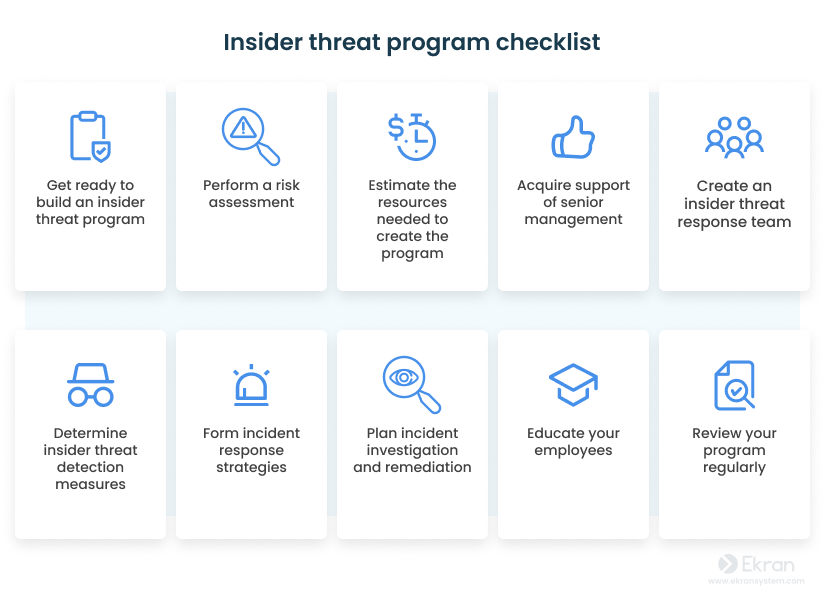 Insider threat program checklist
Get ready to
build an insider
threat program
Perform a risk
assessment
$
Estimate the
resources
needed to
create the
program
Acquire support
of senior
management
Create an
insider threat
response team
Determine
insider threat
detection
measures
Form incident
response
strategies
Plan incident
investigation
and remediation
Educate your
employees
Review your
program
regularly
Ekran
www.ekransystem.com